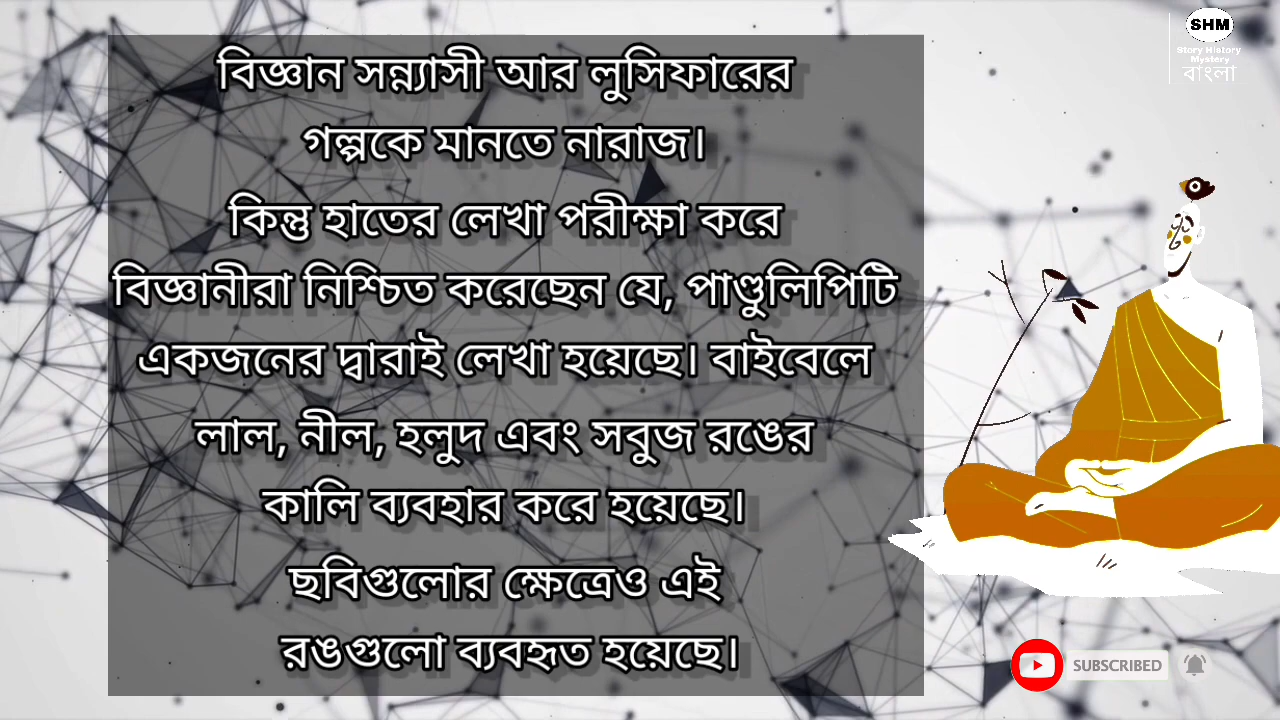 বিজ্ঞান সন্ন্যাসী আর লুসিফারের
গল্পকে মানতে নারাজ।
কিন্তু হাতের লেখা পরীক্ষা করে
বিজ্ঞানীরা নিশ্চিত করেছেন যে, পাণ্ডুলিপিটি
একজনের দ্বারাই লেখা হয়েছে। বাইবেলে
লাল, নীল, হলুদ এবং সবুজ রঙের
কালি ব্যবহার করে হয়েছে।
ছবিগুলোর ক্ষেত্রেও এই
রঙগুলো ব্যবহৃত হয়েছে।
SHM
Story History
Mystery
বাংলা
SUBSCRIBED